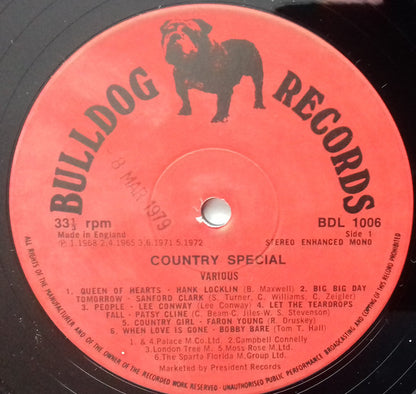 BULLDOG RECORDS
8 MAR 1979
33⅓ rpm
Made in England
BDL 1006
Side 1
℗.1.1968 2.4.1965 3.6.1971 5.1972
STEREO ENHANCED MONO
COUNTRY SPECIAL
VARIOUS
1. QUEEN OF HEARTS - HANK LOCKLIN (B. Maxwell) 2. BIG BIG DAY
TOMORROW - SANFORD CLARK (S. Turner, C. Williams, C. Zeigler)
3. PEOPLE - LEE CONWAY (Lee Conway) 4. LET THE TEARDROPS
FALL - PATSY CLINE (C. Beam C. Jiles W. S. Stevenson)
5. COUNTRY GIRL - FARON YOUNG (R. Druskey)
6. WHEN LOVE IS GONE - BOBBY BARE (Tom T. Hall)
1. & 4. Palace M Co. Ltd. 2. Campbell Connelly
3. London Tree M. 5. Moss Rose M. Co.
6. The Sparta Florida M. Group Ltd.
Marketed by President Records
ALL RIGHTS OF THE MANUFACTURER AND OF THE OWNER OF THE RECORDED WORK RESERVED - UNAUTHORISED PUBLIC PERFORMANCE BROADCASTING AND COPYING OF THIS RECORD PROHIBITED